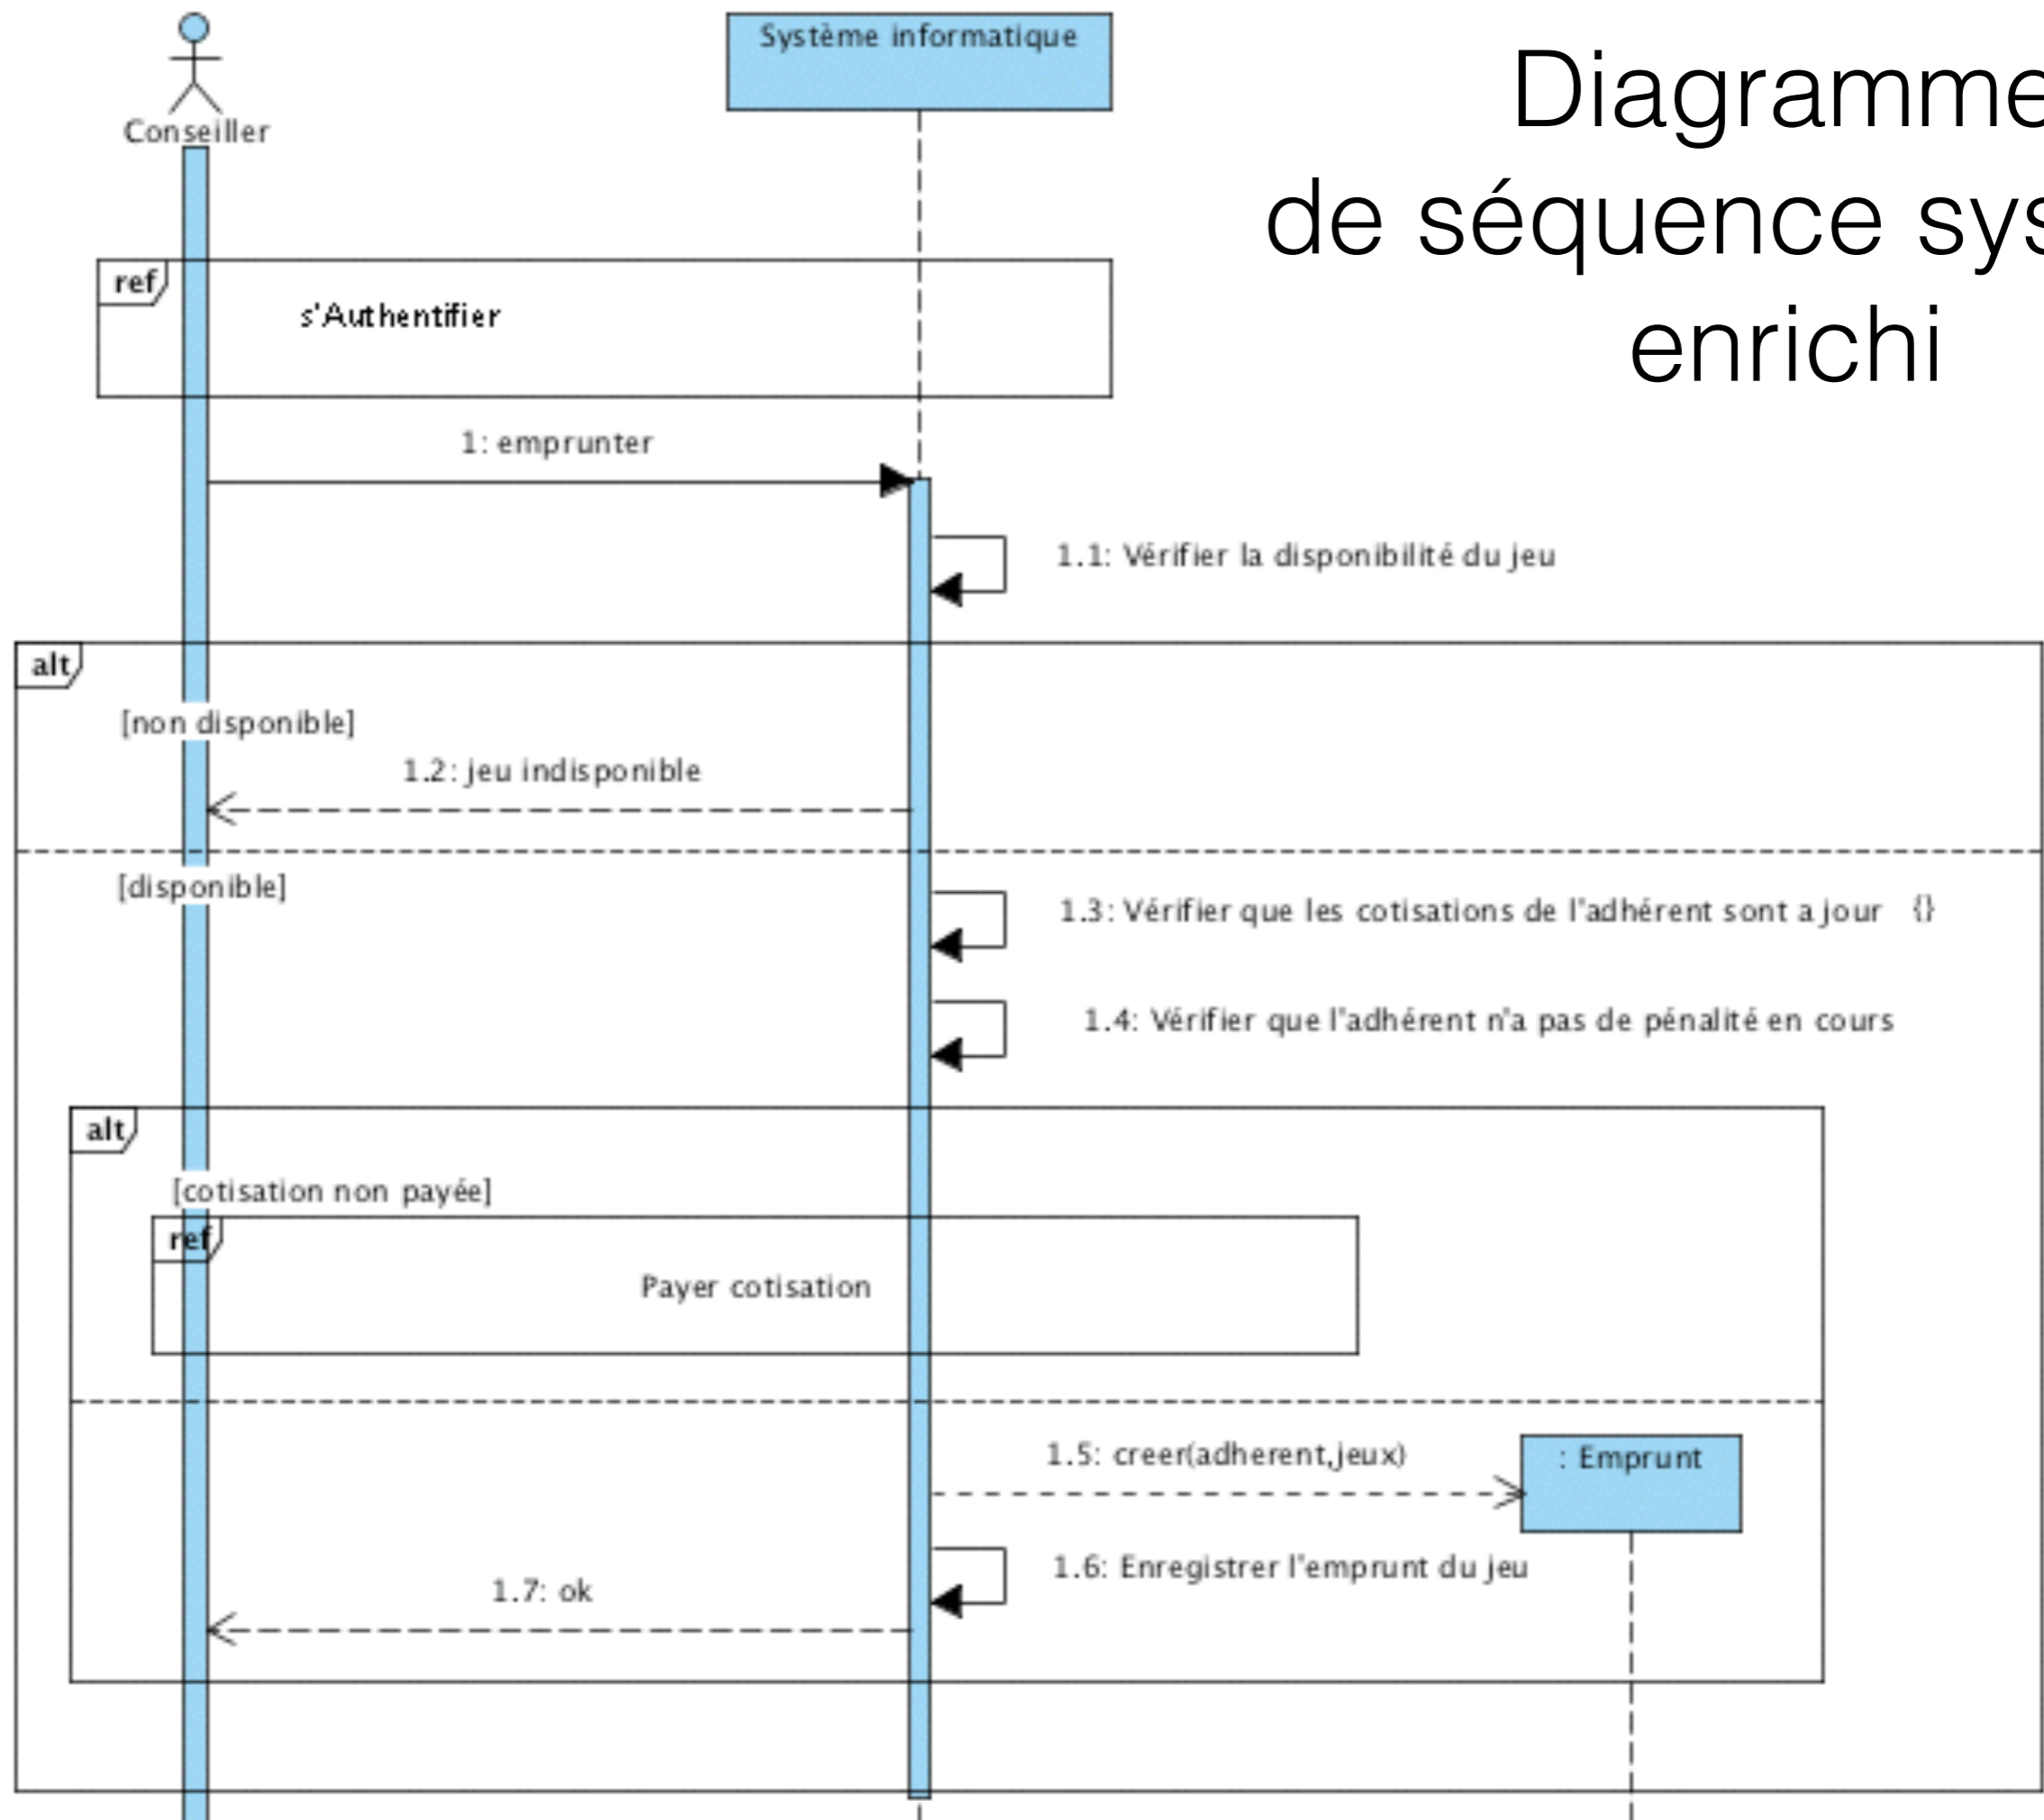 Système informatique
Conseiller
Diagramme
de séquence sys
enrichi
ref
s'Authentifier
1: emprunter
1.1: Vérifier la disponibilité du jeu
alt
[non disponible]
1.2: jeu indisponible
[disponible]
1.3: Vérifier que les cotisations de l'adhérent sont a jour {}
1.4: Vérifier que l'adhérent n'a pas de pénalité en cours
alt
[cotisation non payée]
ref
Payer cotisation
1.5: creer(adherent,jeux)
: Emprunt
1.6: Enregistrer l'emprunt du jeu
1.7: ok